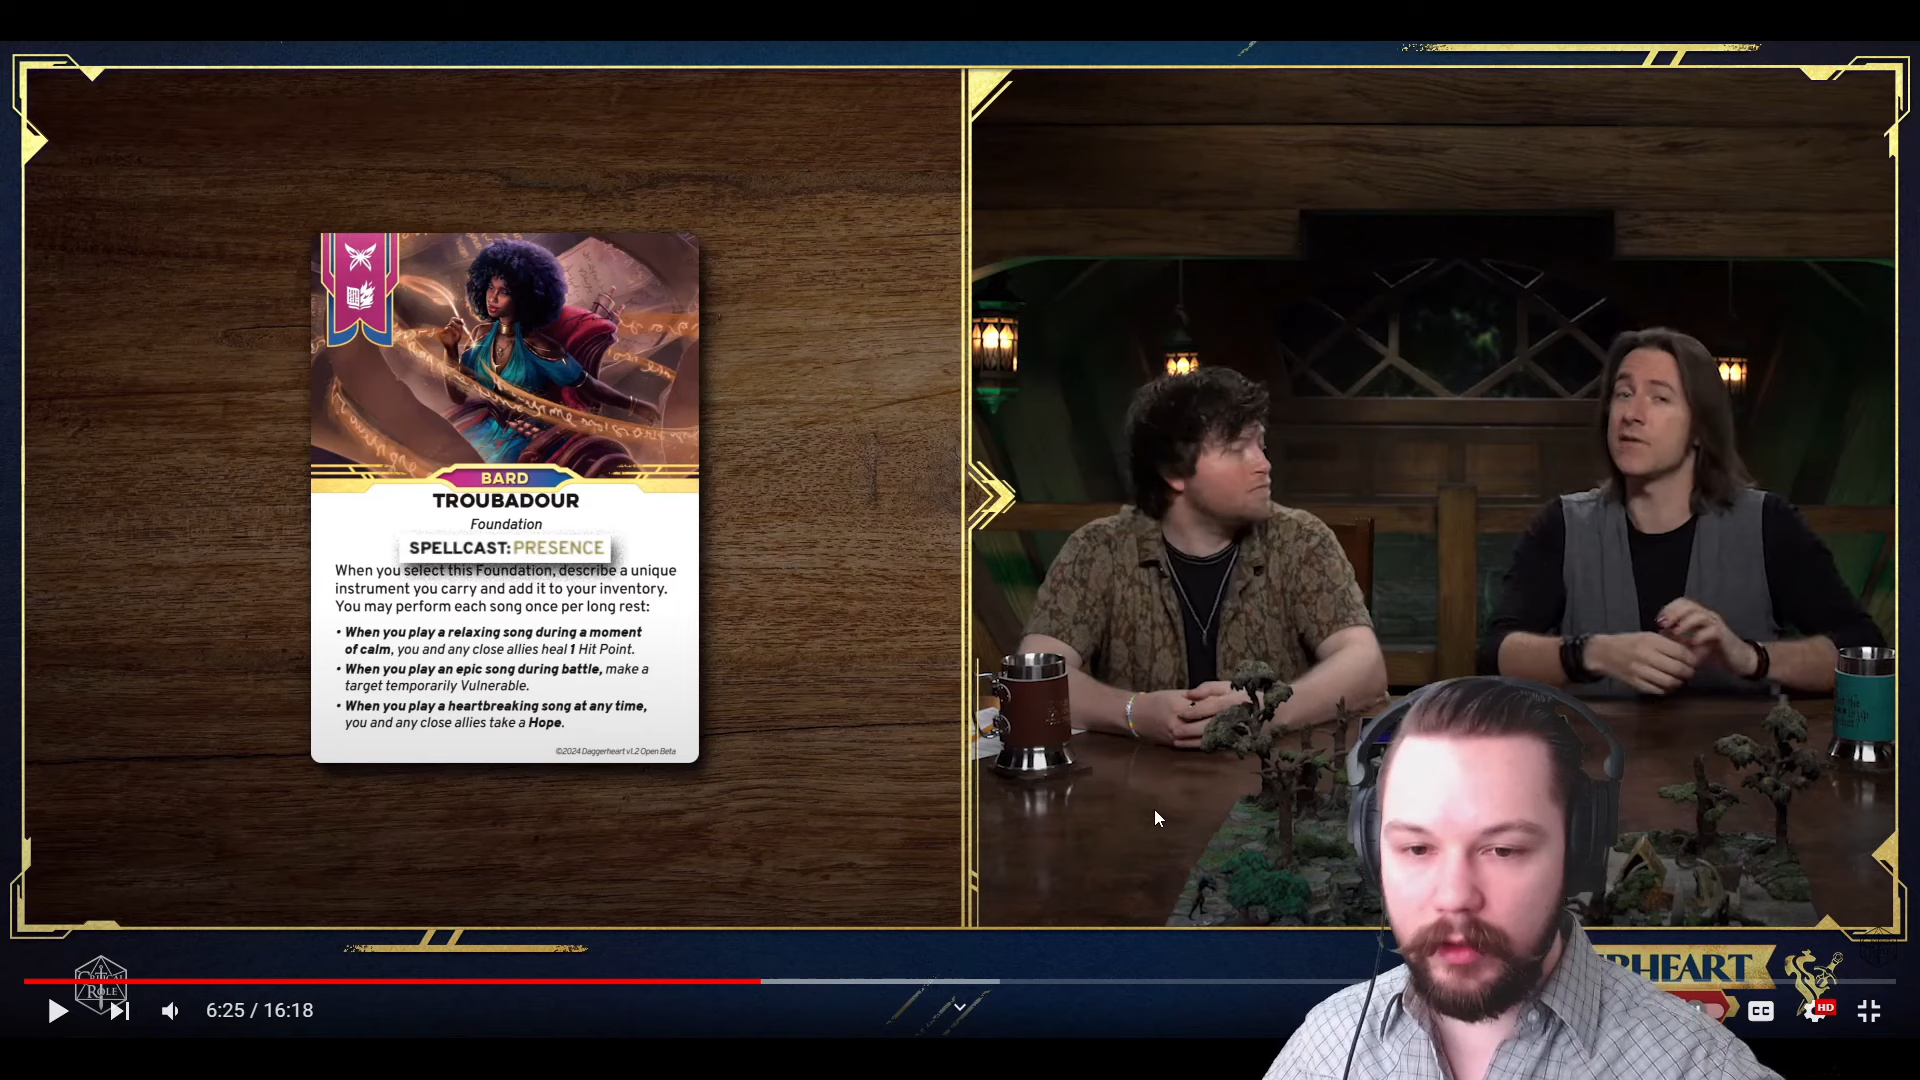 BARD
TROUBADOUR
Foundation
SPELLCAST: PRESENCE
When you select this Foundation, describe a unique
instrument you carry and add it to your inventory.
You may perform each song once per long rest:
• When you play a relaxing song during a moment
of calm, you and any close allies heal 1 Hit Point.
• When you play an epic song during battle, make a
target temporarily Vulnerable.
• When you play a heartbreaking song at any time,
you and any close allies take a Hope.
©2024 Daggerheart v1.2 Open Beta
CRITICAL
ROLE
RHEART
6:25 / 16:18
CC
HD